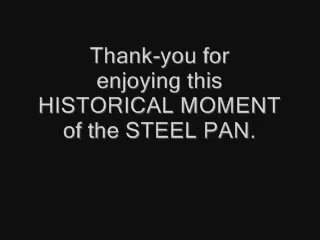 Thank-you for
enjoying this
HISTORICAL MOMENT
of the STEEL PAN.